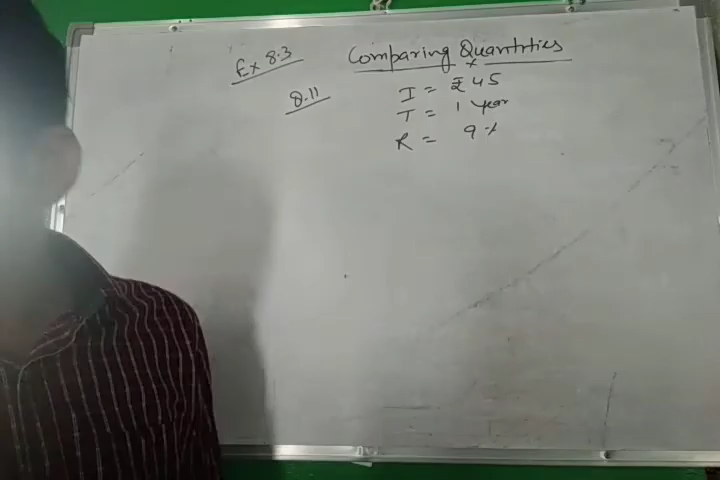 Ex 8.3 Comparing Quantities
Q.11 I = ₹ 45
T = 1 year
R = 9 %